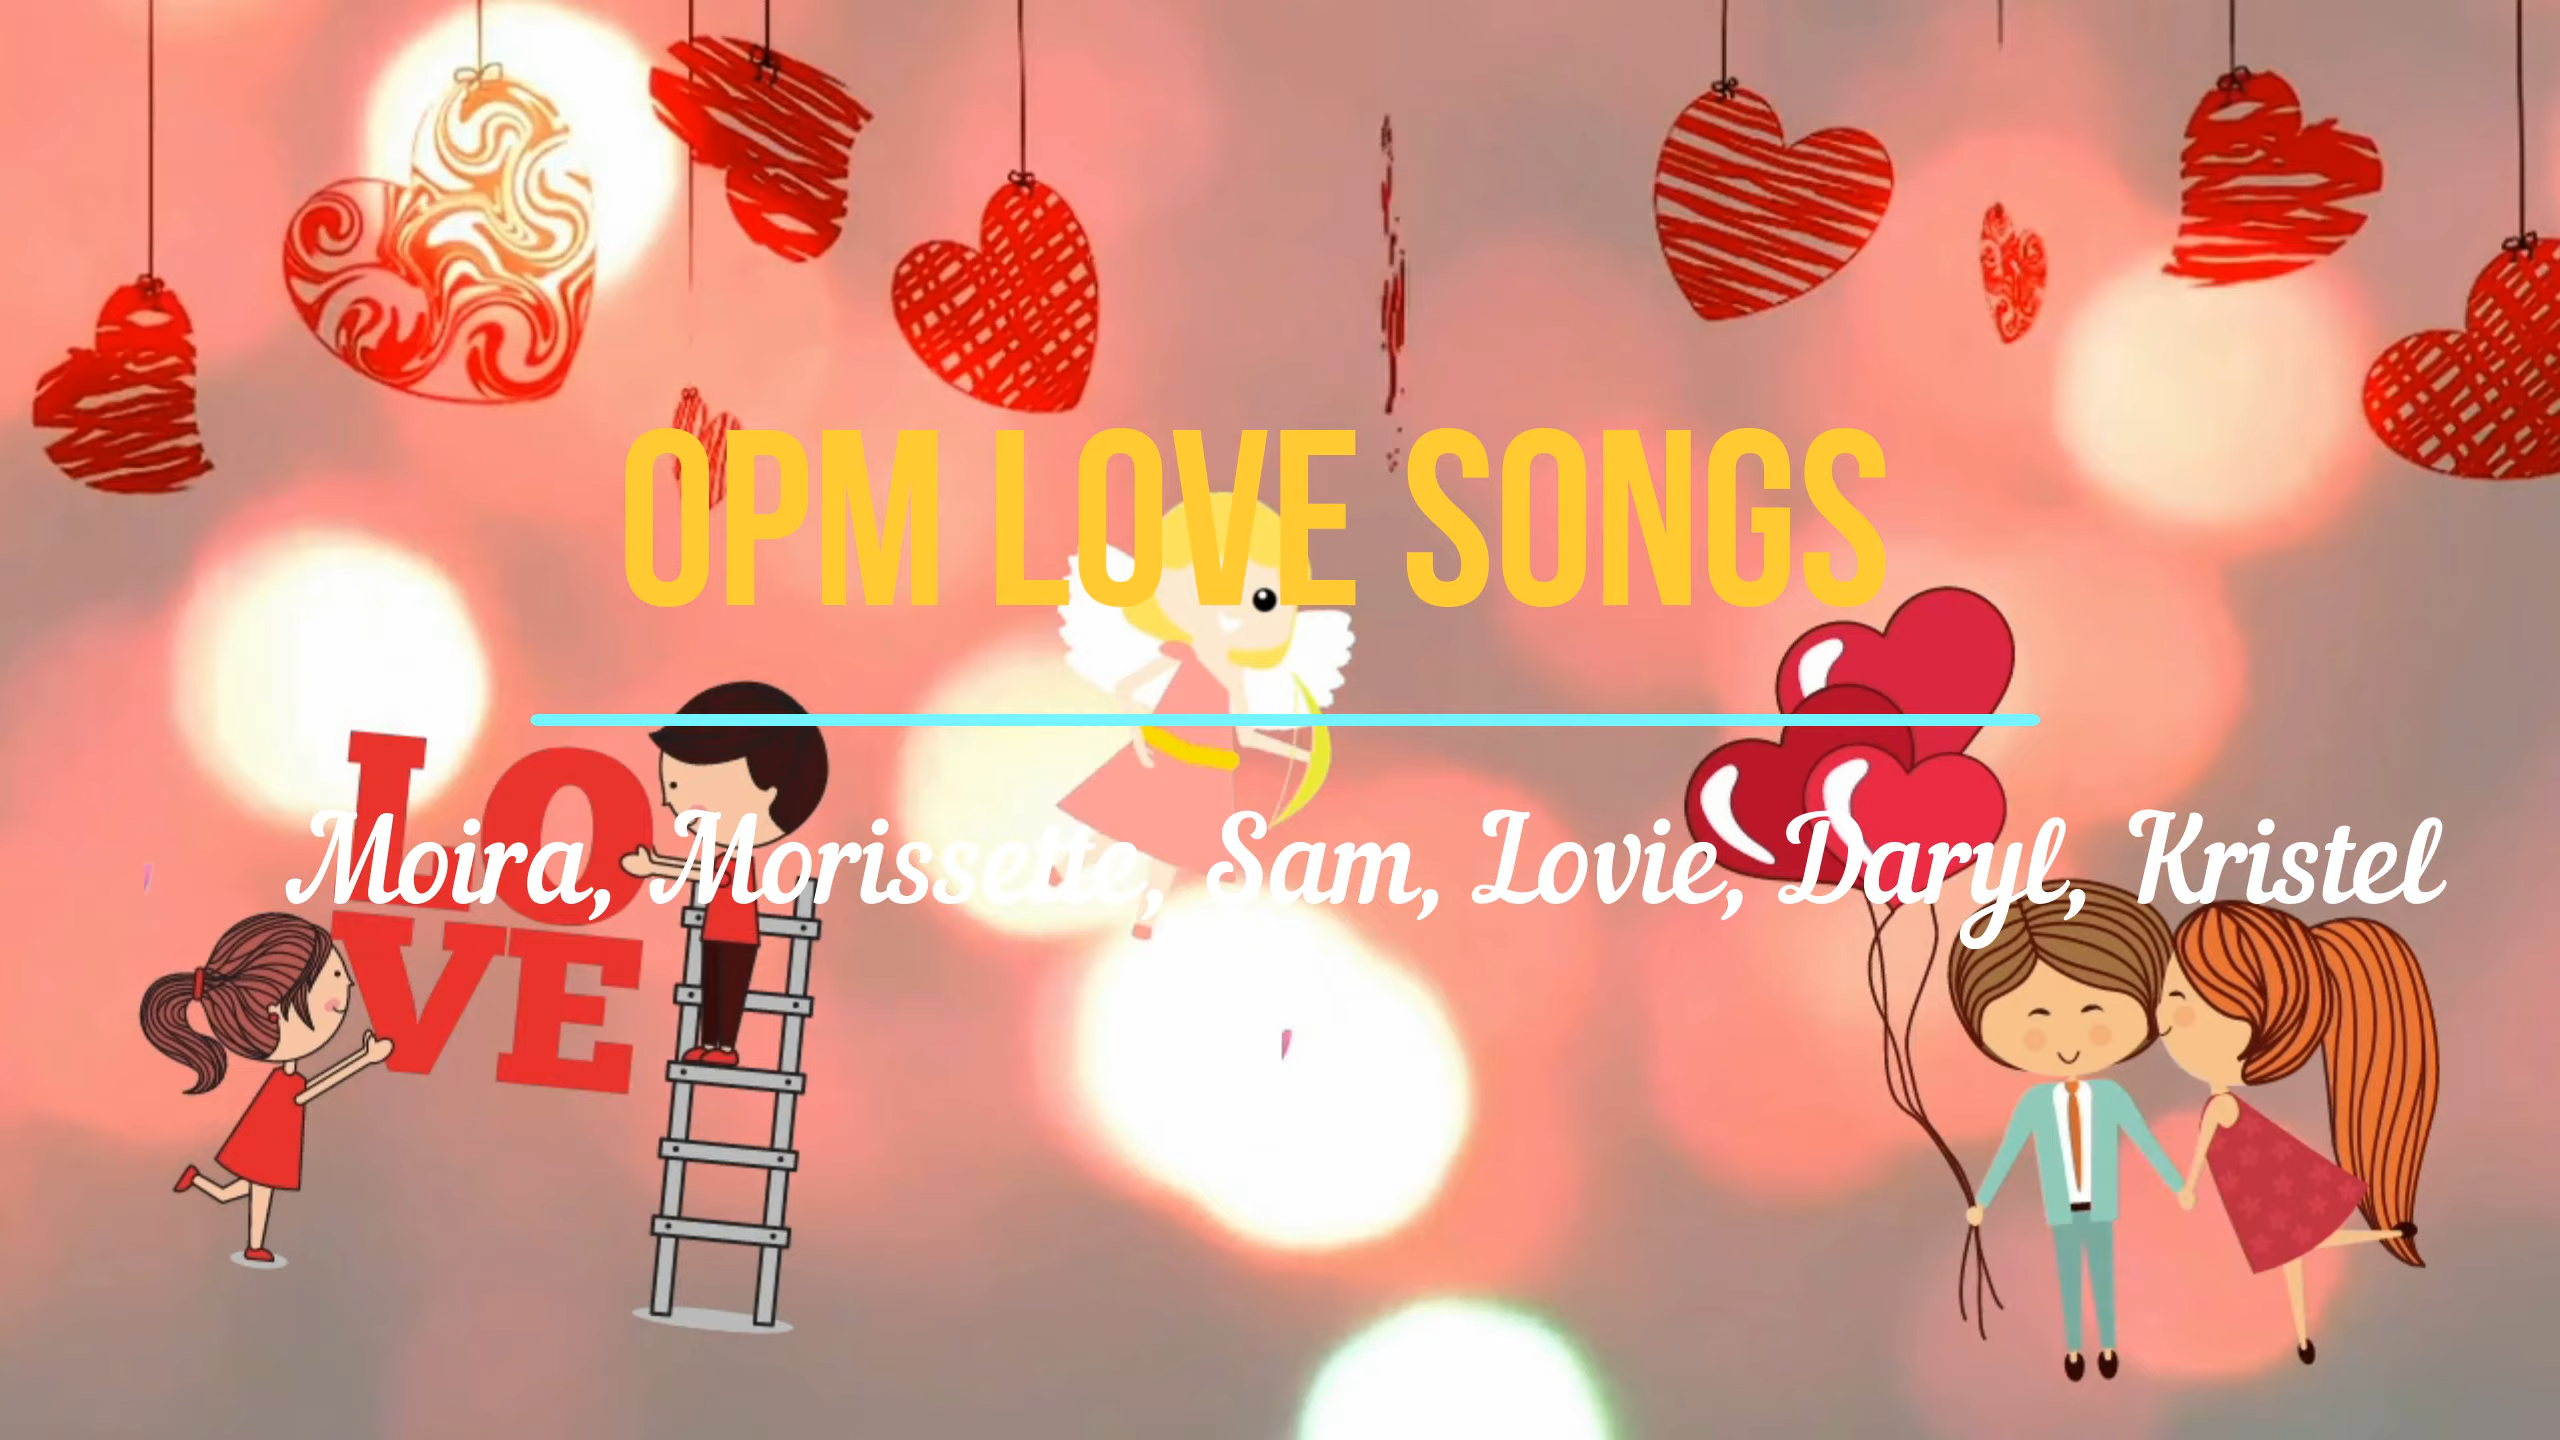 OPM LOVE SONGS
Moira, Morissette, Sam, Lovie, Daryl, Kristel
LO
VE